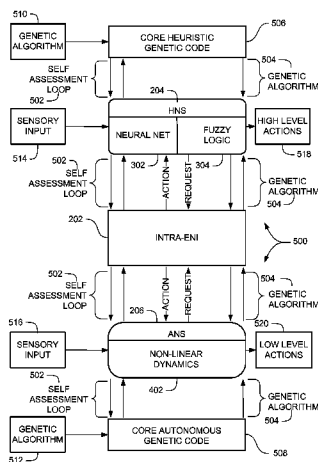 510
GENETIC
ALGORITHM
CORE HEURISTIC
GENETIC CODE
506
SELF
ASSESSMENT
LOOP
502
504
GENETIC
ALGORITHM
204
HNS
SENSORY
INPUT
514
NEURAL NET
FUZZY
LOGIC
302
304
HIGH LEVEL
ACTIONS
518
502
SELF
ASSESSMENT
LOOP
ACTION
REQUEST
GENETIC
ALGORITHM
504
202
INTRA-ENI
500
502
SELF
ASSESSMENT
LOOP
ACTION
REQUEST
504
GENETIC
ALGORITHM
206
ANS
516
SENSORY
INPUT
NON-LINEAR
DYNAMICS
402
520
LOW LEVEL
ACTIONS
502
SELF
ASSESSMENT
LOOP
GENETIC
ALGORITHM
504
GENETIC
ALGORITHM
512
CORE AUTONOMOUS
GENETIC CODE
508